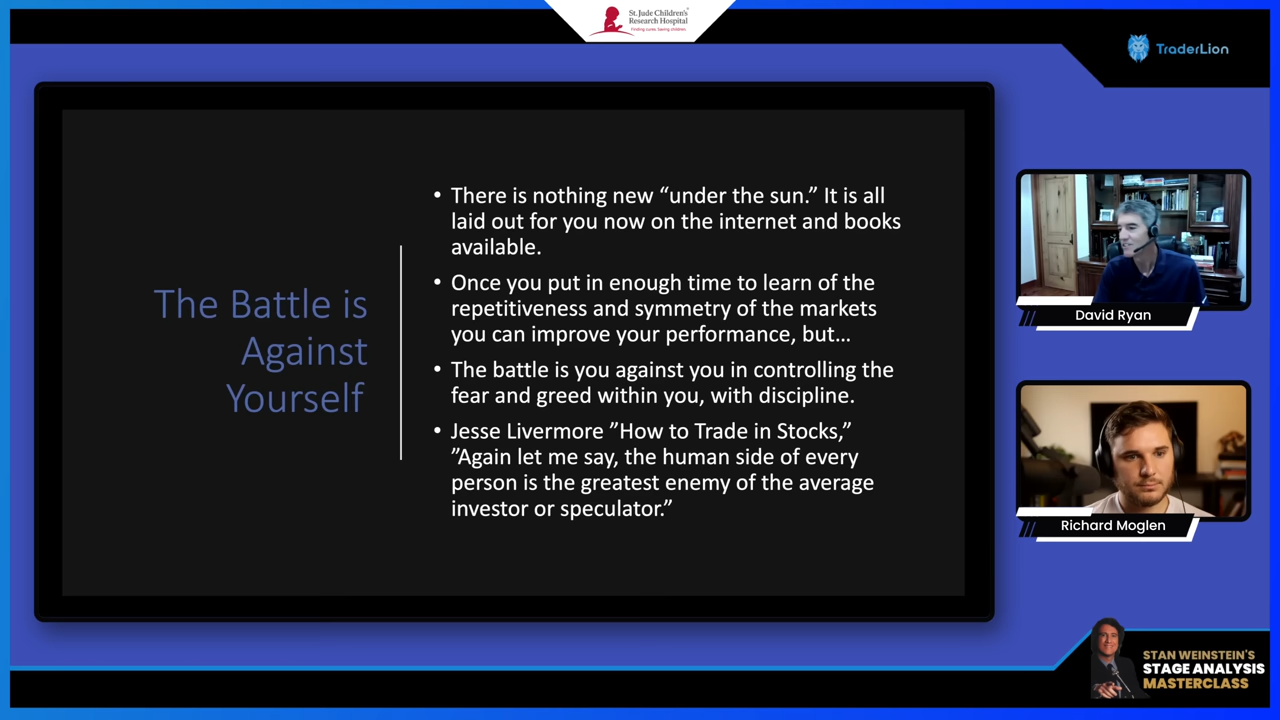 St. Jude Children's
Research Hospital
Finding cures. Saving children.
TraderLion
The Battle is
Against
Yourself
• There is nothing new “under the sun.” It is all
laid out for you now on the internet and books
available.
• Once you put in enough time to learn of the
repetitiveness and symmetry of the markets
you can improve your performance, but…
• The battle is you against you in controlling the
fear and greed within you, with discipline.
• Jesse Livermore ”How to Trade in Stocks,”
”Again let me say, the human side of every
person is the greatest enemy of the average
investor or speculator.”
David Ryan
Richard Moglen
STAN WEINSTEIN'S
STAGE ANALYSIS
MASTERCLASS